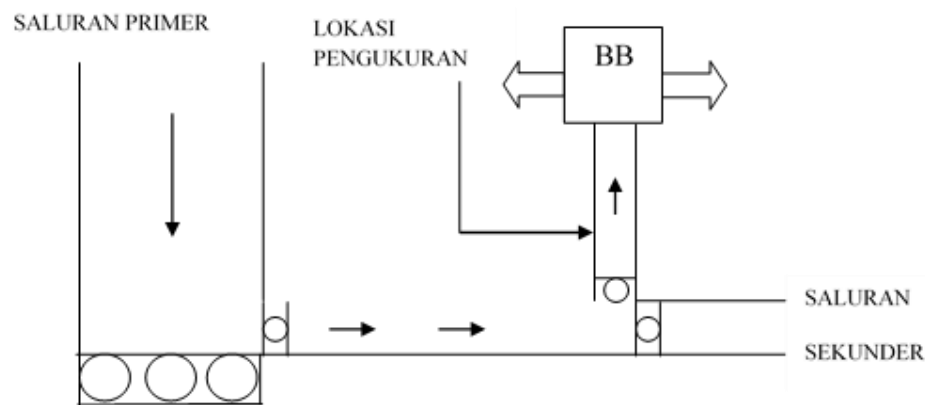 SALURAN PRIMER
LOKASI
PENGUKURAN
BB
SALURAN
SEKUNDER